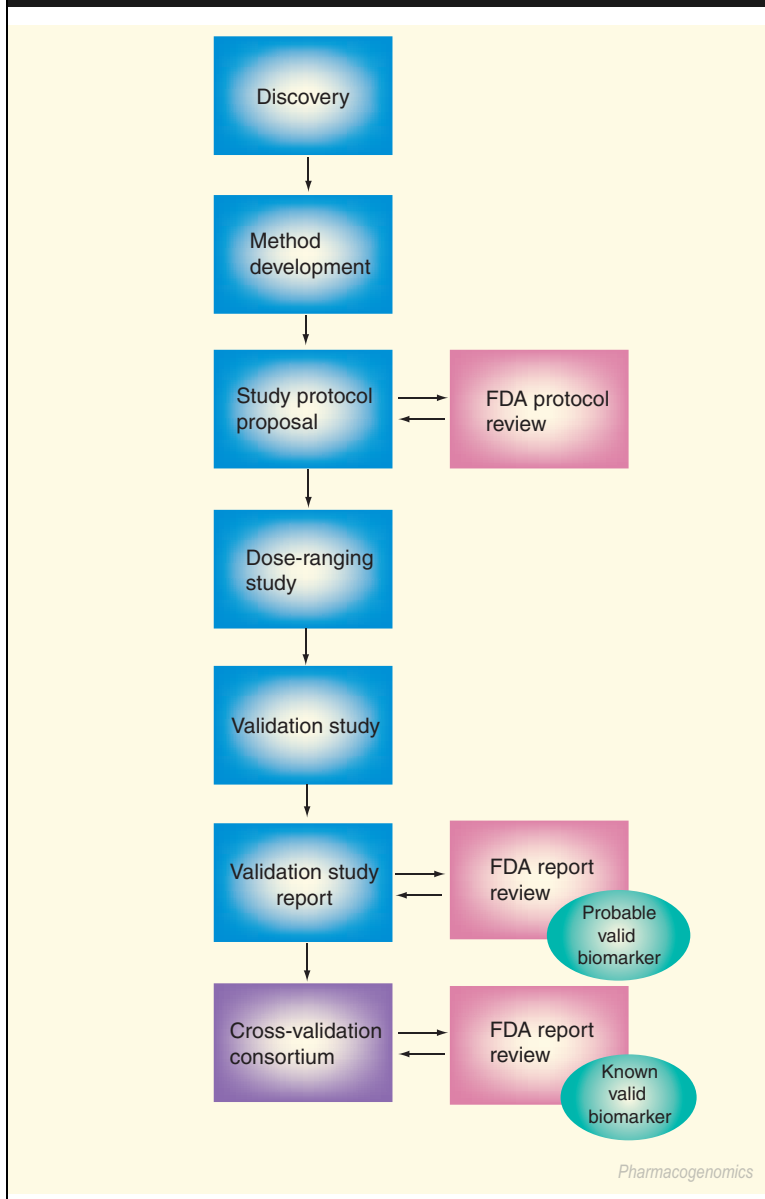 Discovery
Method
development
Study protocol
proposal
FDA protocol
review
Dose-ranging
study
Validation study
Validation study
report
FDA report
review
Probable
valid
biomarker
Cross-validation
consortium
FDA report
review
Known
valid
biomarker
Pharmacogenomics